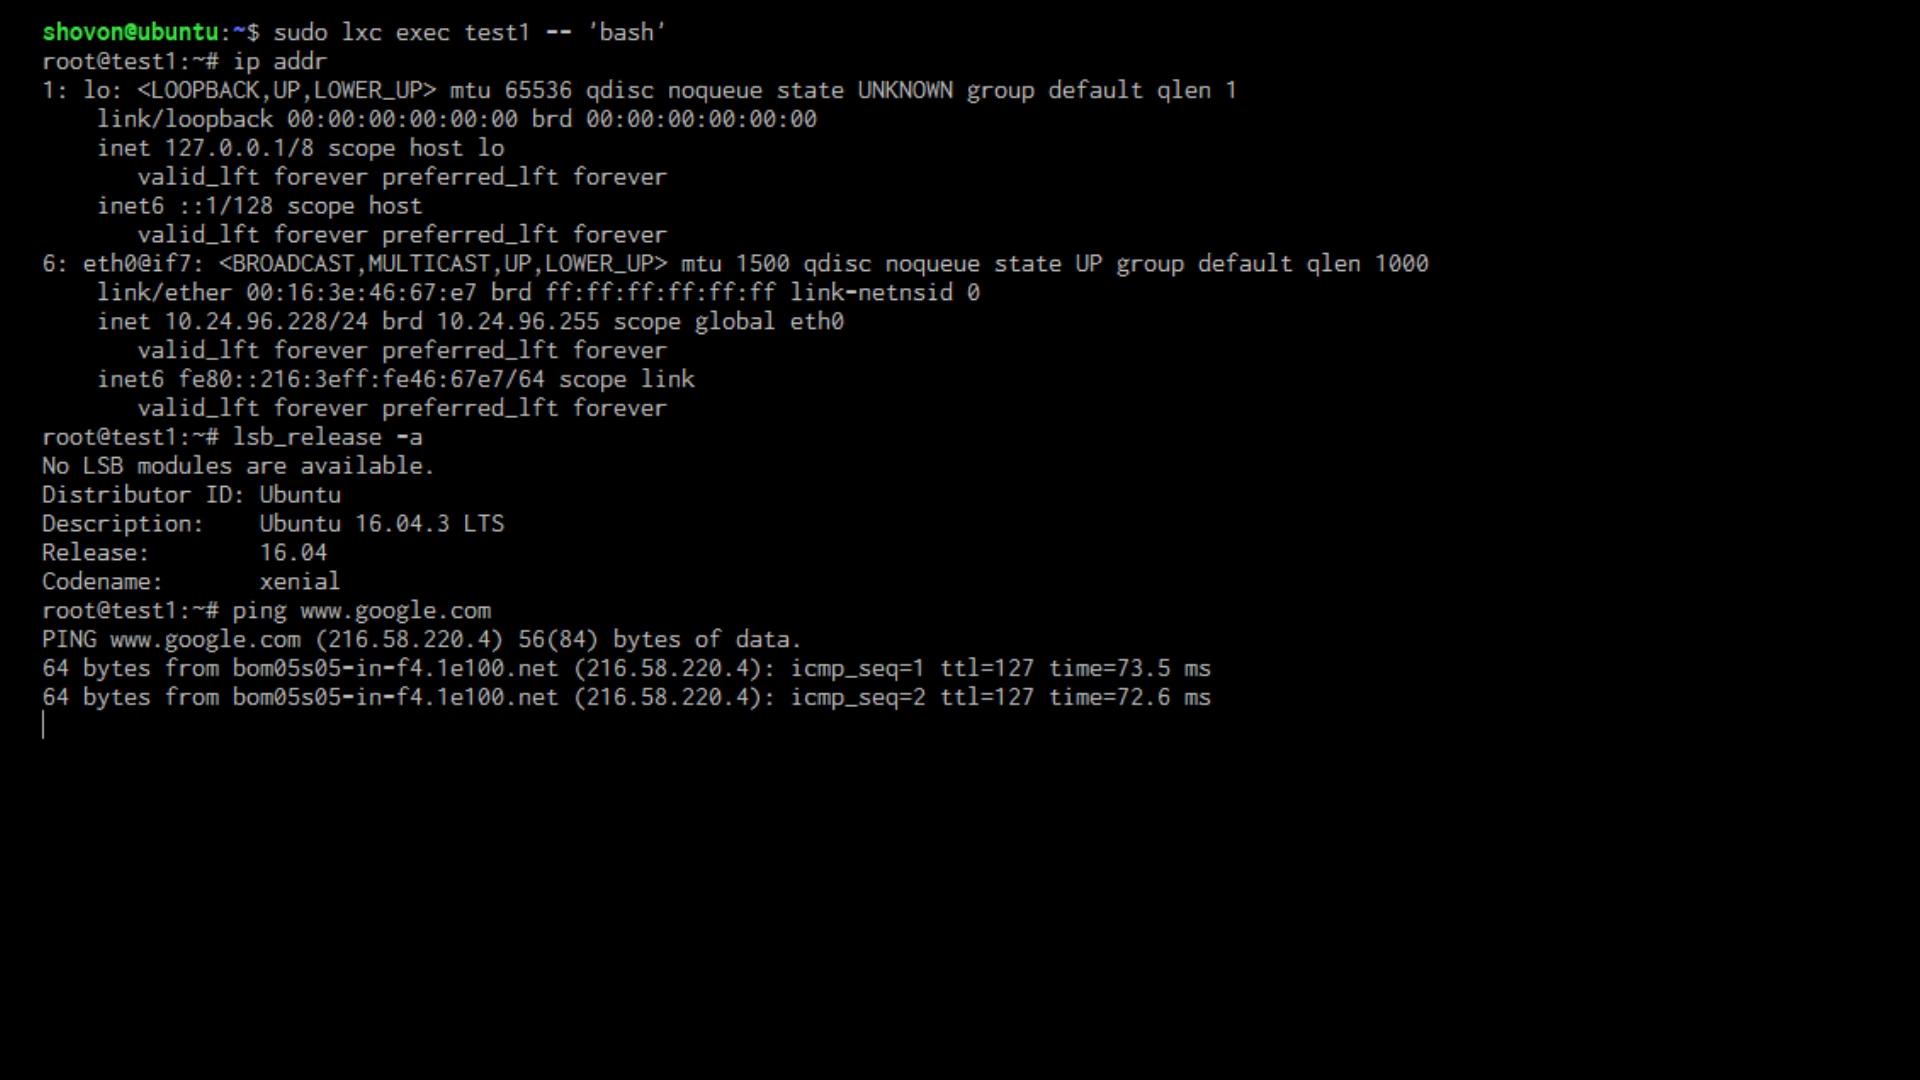 shovon@ubuntu:~$ sudo lxc exec test1 -- 'bash'
root@test1:~# ip addr
1: lo: <LOOPBACK,UP,LOWER_UP> mtu 65536 qdisc noqueue state UNKNOWN group default qlen 1
    link/loopback 00:00:00:00:00:00 brd 00:00:00:00:00:00
    inet 127.0.0.1/8 scope host lo
       valid_lft forever preferred_lft forever
    inet6 ::1/128 scope host
       valid_lft forever preferred_lft forever
6: eth0@if7: <BROADCAST,MULTICAST,UP,LOWER_UP> mtu 1500 qdisc noqueue state UP group default qlen 1000
    link/ether 00:16:3e:46:67:e7 brd ff:ff:ff:ff:ff:ff link-netnsid 0
    inet 10.24.96.228/24 brd 10.24.96.255 scope global eth0
       valid_lft forever preferred_lft forever
    inet6 fe80::216:3eff:fe46:67e7/64 scope link
       valid_lft forever preferred_lft forever
root@test1:~# lsb_release -a
No LSB modules are available.
Distributor ID: Ubuntu
Description:    Ubuntu 16.04.3 LTS
Release:        16.04
Codename:       xenial
root@test1:~# ping www.google.com
PING www.google.com (216.58.220.4) 56(84) bytes of data.
64 bytes from bom05s05-in-f4.1e100.net (216.58.220.4): icmp_seq=1 ttl=127 time=73.5 ms
64 bytes from bom05s05-in-f4.1e100.net (216.58.220.4): icmp_seq=2 ttl=127 time=72.6 ms